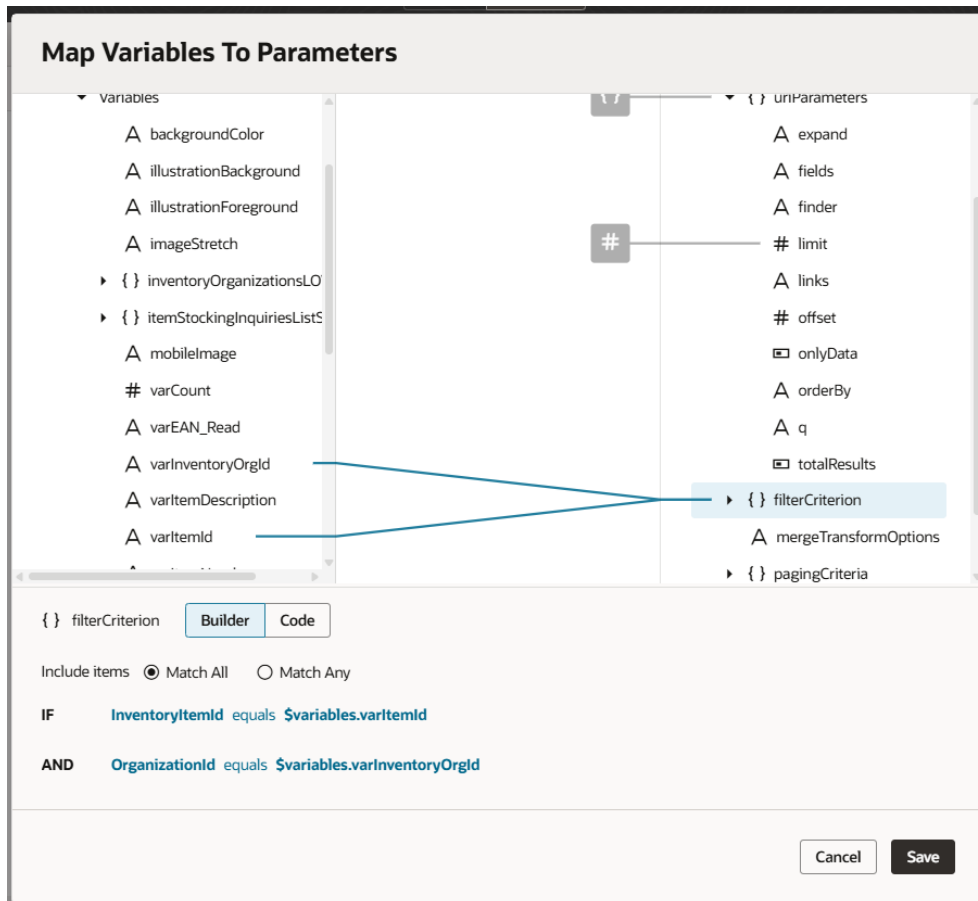 Map Variables To Parameters
Variables
backgroundColor
illustrationBackground
illustrationForeground
imageStretch
{ } inventoryOrganizationsLO
{ } itemStockingInquiriesListS
mobileImage
# varCount
varEAN_Read
varInventoryOrgId
varItemDescription
varItemId
{ }
#
{ } uriParameters
A expand
A fields
A finder
# limit
A links
# offset
onlyData
A orderBy
A q
totalResults
{ } filterCriterion
A mergeTransformOptions
{ } pagingCriteria
{ } filterCriterion Builder Code
Include items Match All Match Any
IF InventoryItemId equals $variables.varItemId
AND OrganizationId equals $variables.varInventoryOrgId
Cancel Save